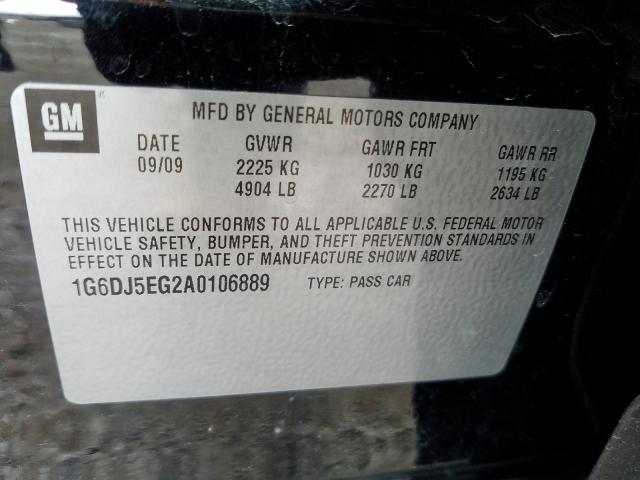 GM
MFD BY GENERAL MOTORS COMPANY
DATE GVWR GAWR FRT GAWR RR
09/09 2225 KG 1030 KG 1195 KG
4904 LB 2270 LB 2634 LB
THIS VEHICLE CONFORMS TO ALL APPLICABLE U.S. FEDERAL MOTOR
VEHICLE SAFETY, BUMPER, AND THEFT PREVENTION STANDARDS IN
EFFECT ON THE DATE OF MANUFACTURE SHOWN ABOVE.
1G6DJ5EG2A0106889 TYPE: PASS CAR